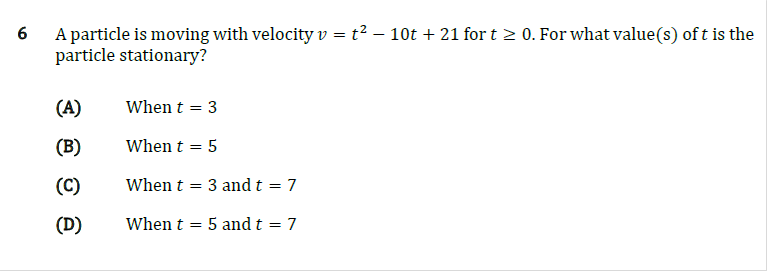 6 A particle is moving with velocity v = t² − 10t + 21 for t ≥ 0. For what value(s) of t is the
particle stationary?
(A) When t = 3
(B) When t = 5
(C) When t = 3 and t = 7
(D) When t = 5 and t = 7